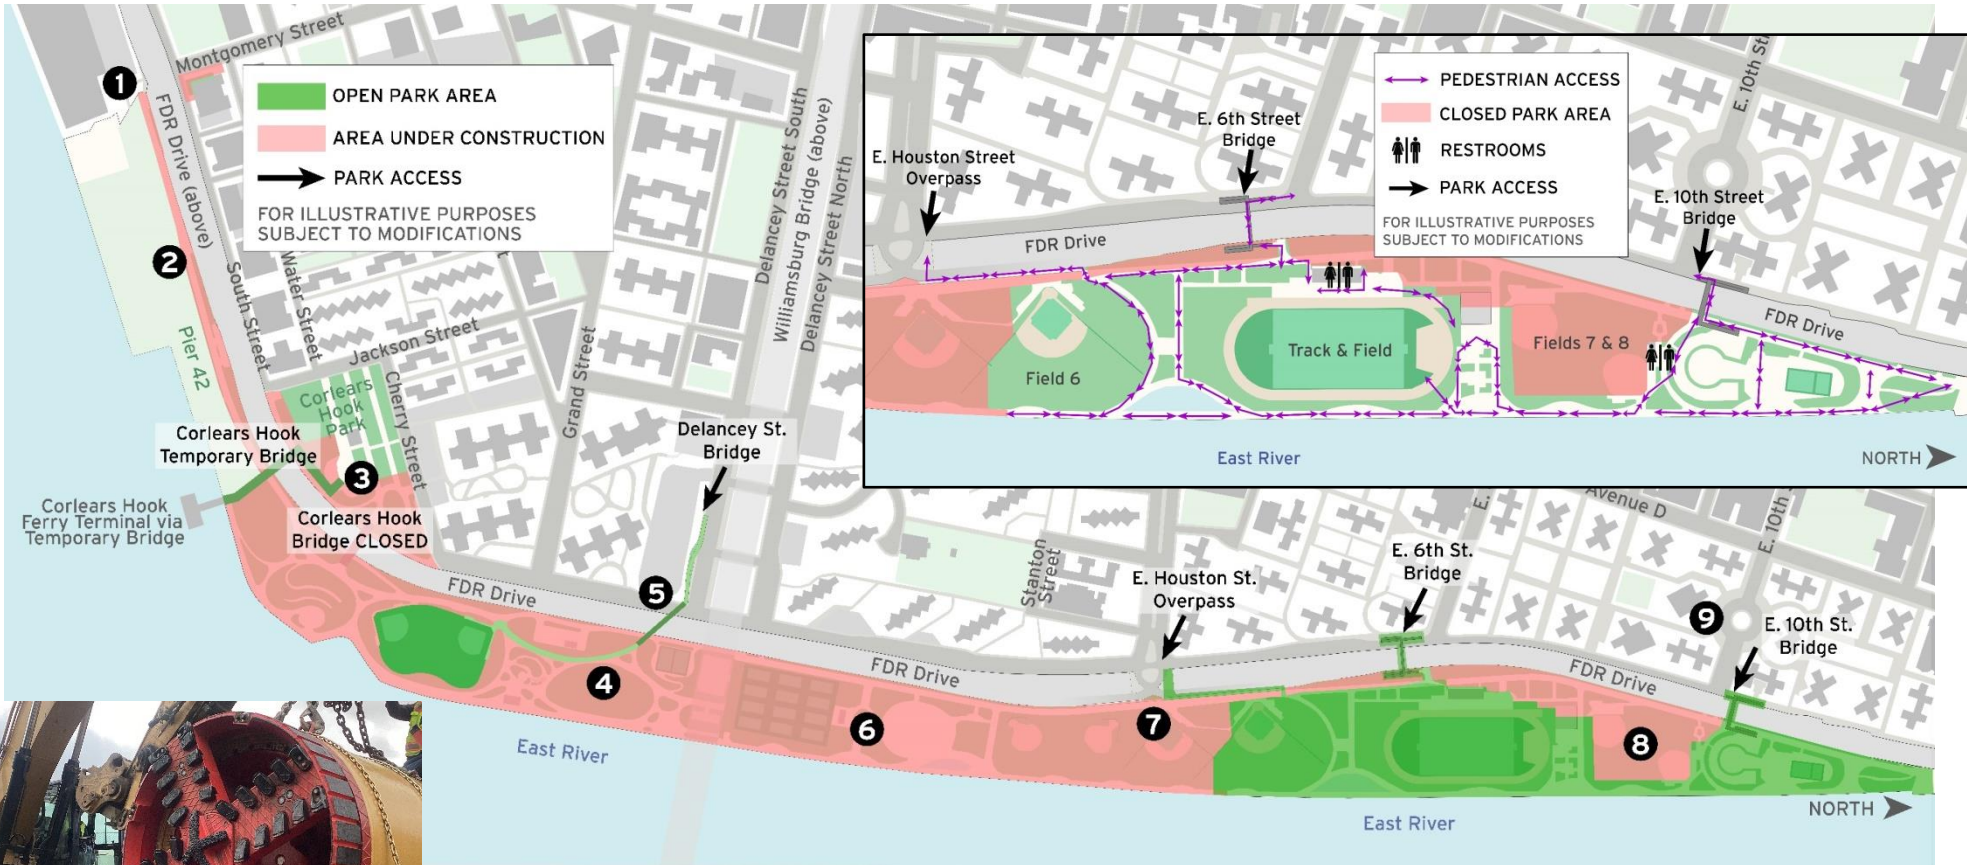 1
Montgomery Street
FDR Drive (above)
OPEN PARK AREA
AREA UNDER CONSTRUCTION
PARK ACCESS
FOR ILLUSTRATIVE PURPOSES
SUBJECT TO MODIFICATIONS
2
Pier 42
South Street
Water Street
Jackson Street
Corlears
Hook
Park
Cherry Street
Grand Street
Delancey Street South
Williamsburg Bridge (above)
Delancey Street North
Corlears Hook
Temporary Bridge
3
Corlears Hook
Ferry Terminal via
Temporary Bridge
Corlears Hook
Bridge CLOSED
Delancey St.
Bridge
FDR Drive
5
4
East River
6
FDR Drive
Stanton
Street
E. Houston St.
Overpass
7
E. 6th St.
Bridge
Avenue D
E. 10th
9
E. 10th St.
Bridge
FDR Drive
8
NORTH
East River
E. 10th St
PEDESTRIAN ACCESS
CLOSED PARK AREA
RESTROOMS
PARK ACCESS
FOR ILLUSTRATIVE PURPOSES
SUBJECT TO MODIFICATIONS
E. Houston Street
Overpass
E. 6th Street
Bridge
E. 10th Street
Bridge
FDR Drive
FDR Drive
Field 6
Track & Field
Fields 7 & 8
East River
NORTH